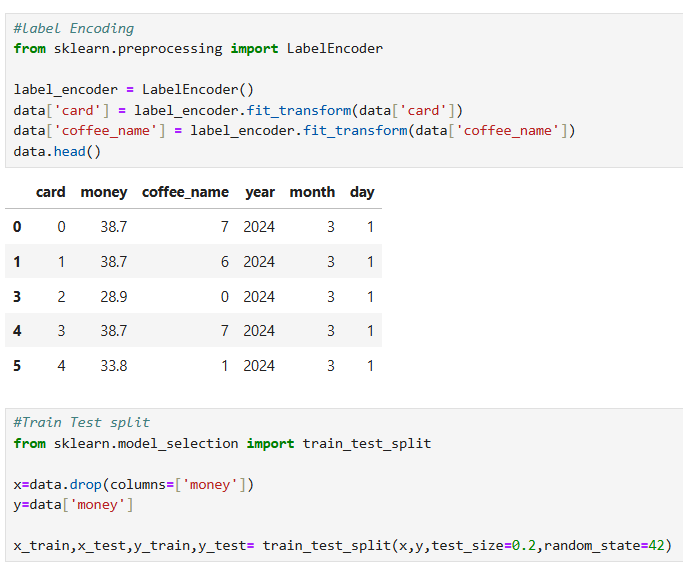 #label Encoding
from sklearn.preprocessing import LabelEncoder
label_encoder = LabelEncoder()
data['card'] = label_encoder.fit_transform(data['card'])
data['coffee_name'] = label_encoder.fit_transform(data['coffee_name'])
data.head()
card money coffee_name year month day
0 0 38.7 7 2024 3 1
1 1 38.7 6 2024 3 1
3 2 28.9 0 2024 3 1
4 3 38.7 7 2024 3 1
5 4 33.8 1 2024 3 1
#Train Test split
from sklearn.model_selection import train_test_split
x=data.drop(columns=['money'])
y=data['money']
x_train,x_test,y_train,y_test= train_test_split(x,y,test_size=0.2,random_state=42)